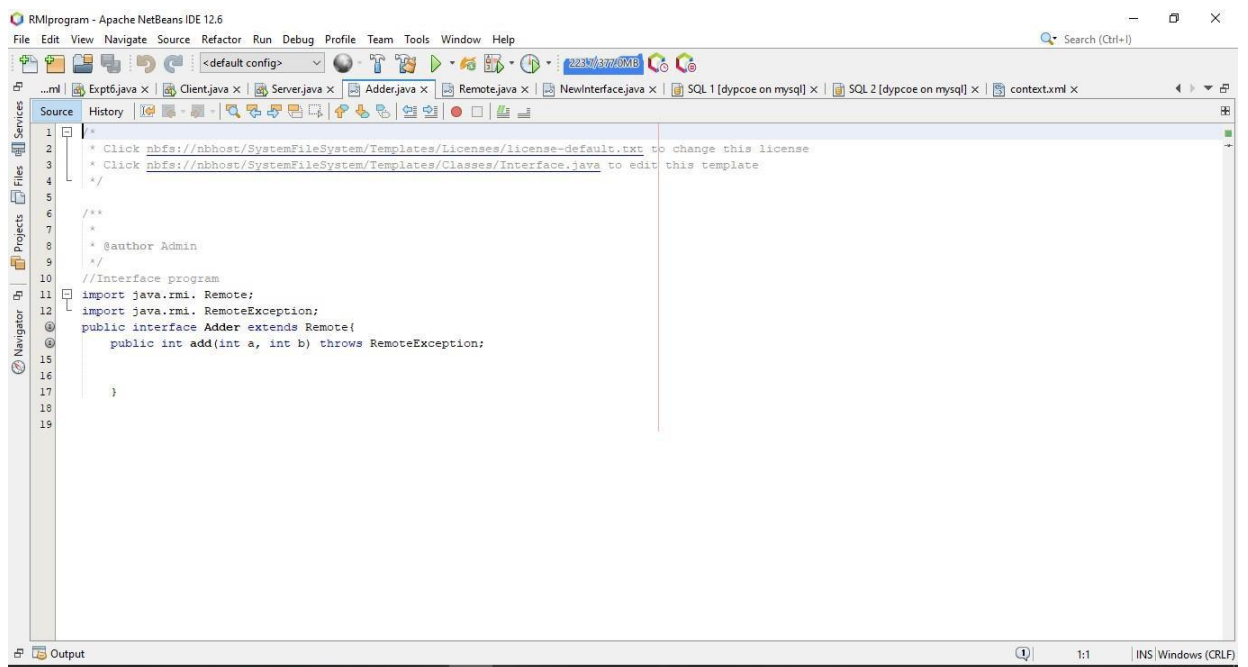 RMIprogram - Apache NetBeans IDE 12.6
File Edit View Navigate Source Refactor Run Debug Profile Team Tools Window Help
Search (Ctrl+I)
<default config>
223.7/377.0MB
...ml Expt6.java Client.java Server.java Adder.java Remote.java NewInterface.java SQL 1 [dypcoe on mysql] SQL 2 [dypcoe on mysql] context.xml
Source History
Services
Files
Projects
Navigator
1 /*
2 * Click nbfs://nbhost/SystemFileSystem/Templates/Licenses/license-default.txt to change this license
3 * Click nbfs://nbhost/SystemFileSystem/Templates/Classes/Interface.java to edit this template
4 */
5
6 /**
7 *
8 * @author Admin
9 */
10 //Interface program
11 import java.rmi. Remote;
12 import java.rmi. RemoteException;
public interface Adder extends Remote{
public int add(int a, int b) throws RemoteException;
15
16
17 }
18
19
Output
1 1:1 INS Windows (CRLF)